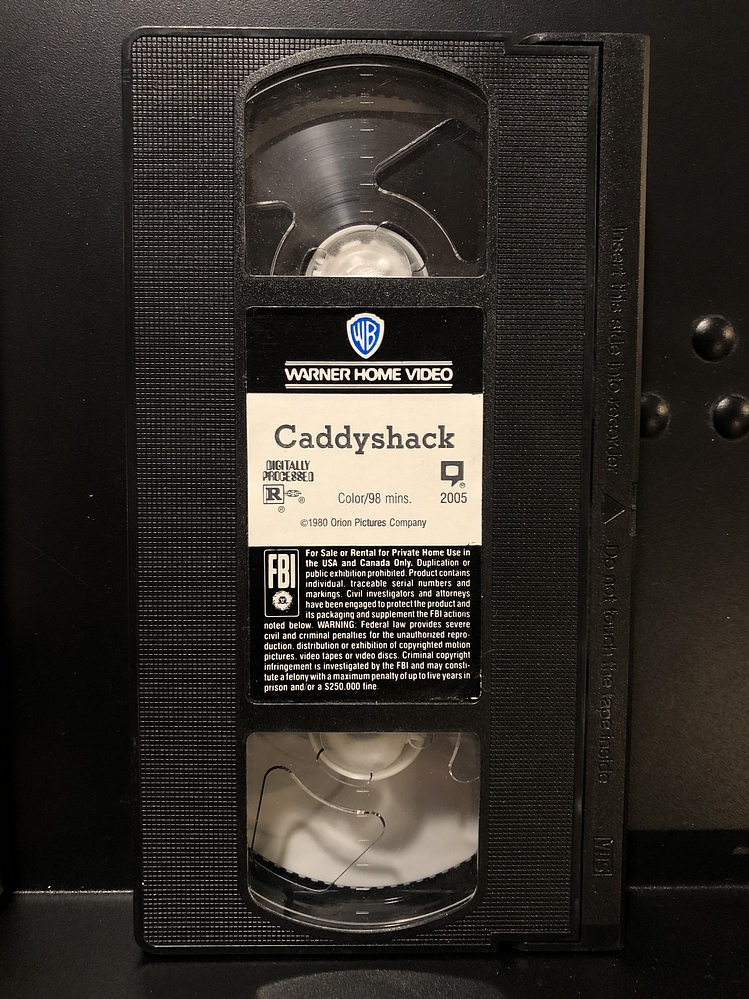 WB
WARNER HOME VIDEO
Caddyshack
DIGITALLY
PROCESSED
R ®
®
Color/98 mins.
®
2005
©1980 Orion Pictures Company
FBI
For Sale or Rental for Private Home Use in
the USA and Canada Only. Duplication or
public exhibition prohibited. Product contains
individual, traceable serial numbers and
markings. Civil investigators and attorneys
have been engaged to protect the product and
its packaging and supplement the FBI actions
noted below. WARNING: Federal law provides severe
civil and criminal penalties for the unauthorized repro-
duction, distribution or exhibition of copyrighted motion
pictures, video tapes or video discs. Criminal copyright
infringement is investigated by the FBI and may consti-
tute a felony with a maximum penalty of up to five years in
prison and/or a $250,000 fine.
Insert this side into recorder △ Do not touch the tape inside
VHS